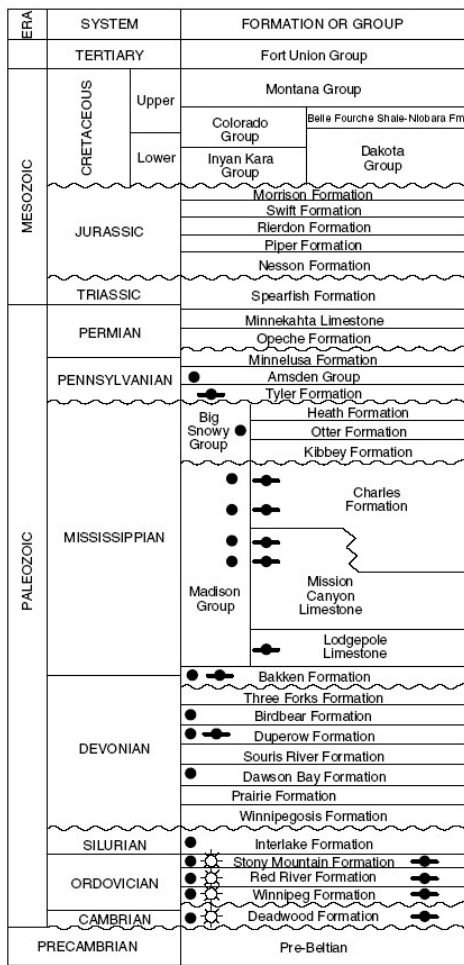 ERA
SYSTEM
FORMATION OR GROUP
TERTIARY
Fort Union Group
MESOZOIC
CRETACEOUS
Upper
Lower
Montana Group
Colorado
Group
Belle Fourche Shale-Niobara Fm
Inyan Kara
Group
Dakota
Group
JURASSIC
Morrison Formation
Swift Formation
Rierdon Formation
Piper Formation
Nesson Formation
TRIASSIC
Spearfish Formation
PALEOZOIC
PERMIAN
Minnekahta Limestone
Opeche Formation
Minnelusa Formation
PENNSYLVANIAN
Amsden Group
Tyler Formation
MISSISSIPPIAN
Big
Snowy
Group
Heath Formation
Otter Formation
Kibbey Formation
Madison
Group
Charles
Formation
Mission
Canyon
Limestone
Lodgepole
Limestone
Bakken Formation
DEVONIAN
Three Forks Formation
Birdbear Formation
Duperow Formation
Souris River Formation
Dawson Bay Formation
Prairie Formation
Winnipegosis Formation
SILURIAN
Interlake Formation
ORDOVICIAN
Stony Mountain Formation
Red River Formation
Winnipeg Formation
CAMBRIAN
Deadwood Formation
PRECAMBRIAN
Pre-Beltian